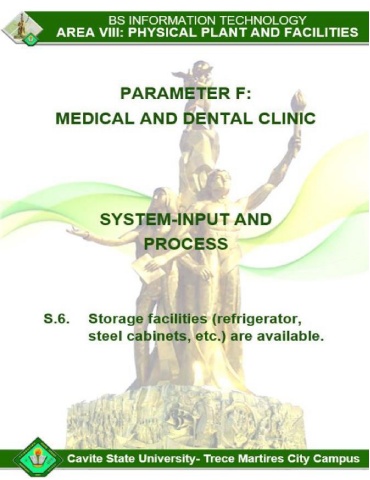 BS INFORMATION TECHNOLOGY
AREA VIII: PHYSICAL PLANT AND FACILITIES
PARAMETER F:
MEDICAL AND DENTAL CLINIC
SYSTEM-INPUT AND
PROCESS
S.6. Storage facilities (refrigerator,
steel cabinets, etc.) are available.
Cavite State University- Trece Martires City Campus